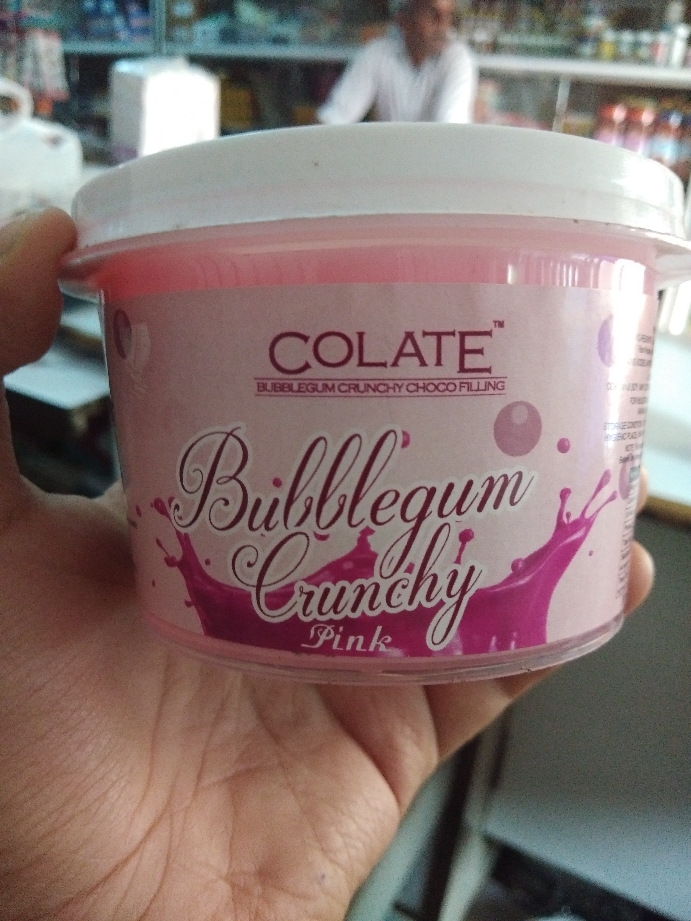 COLATE™
BUBBLEGUM CRUNCHY CHOCO FILLING
Bubblegum
Crunchy
Pink